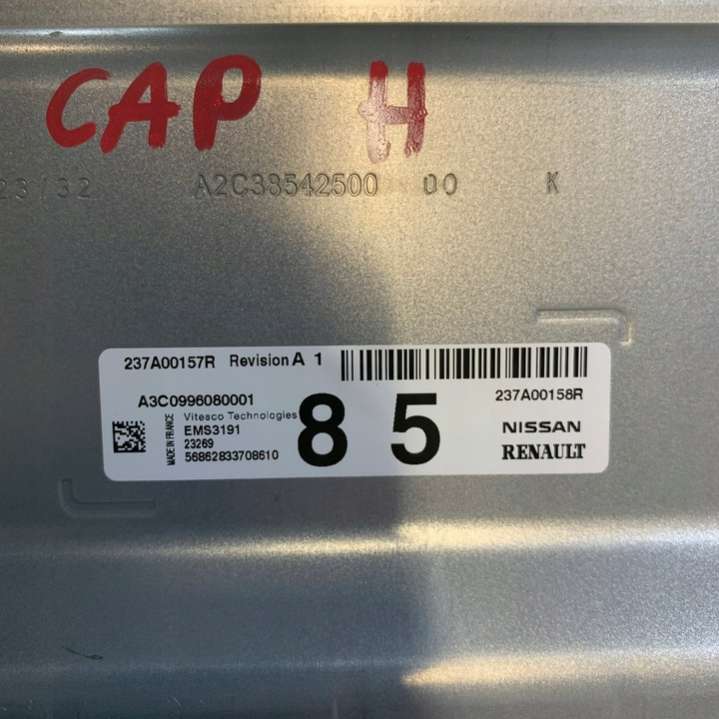 CAP H
23 32 A2C38542500 00 K
237A00157R Revision A 1
A3C0996080001
237A00158R
MADE IN FRANCE
Vitesco Technologies
EMS3191
23269
56862833708610
8 5
NISSAN
RENAULT